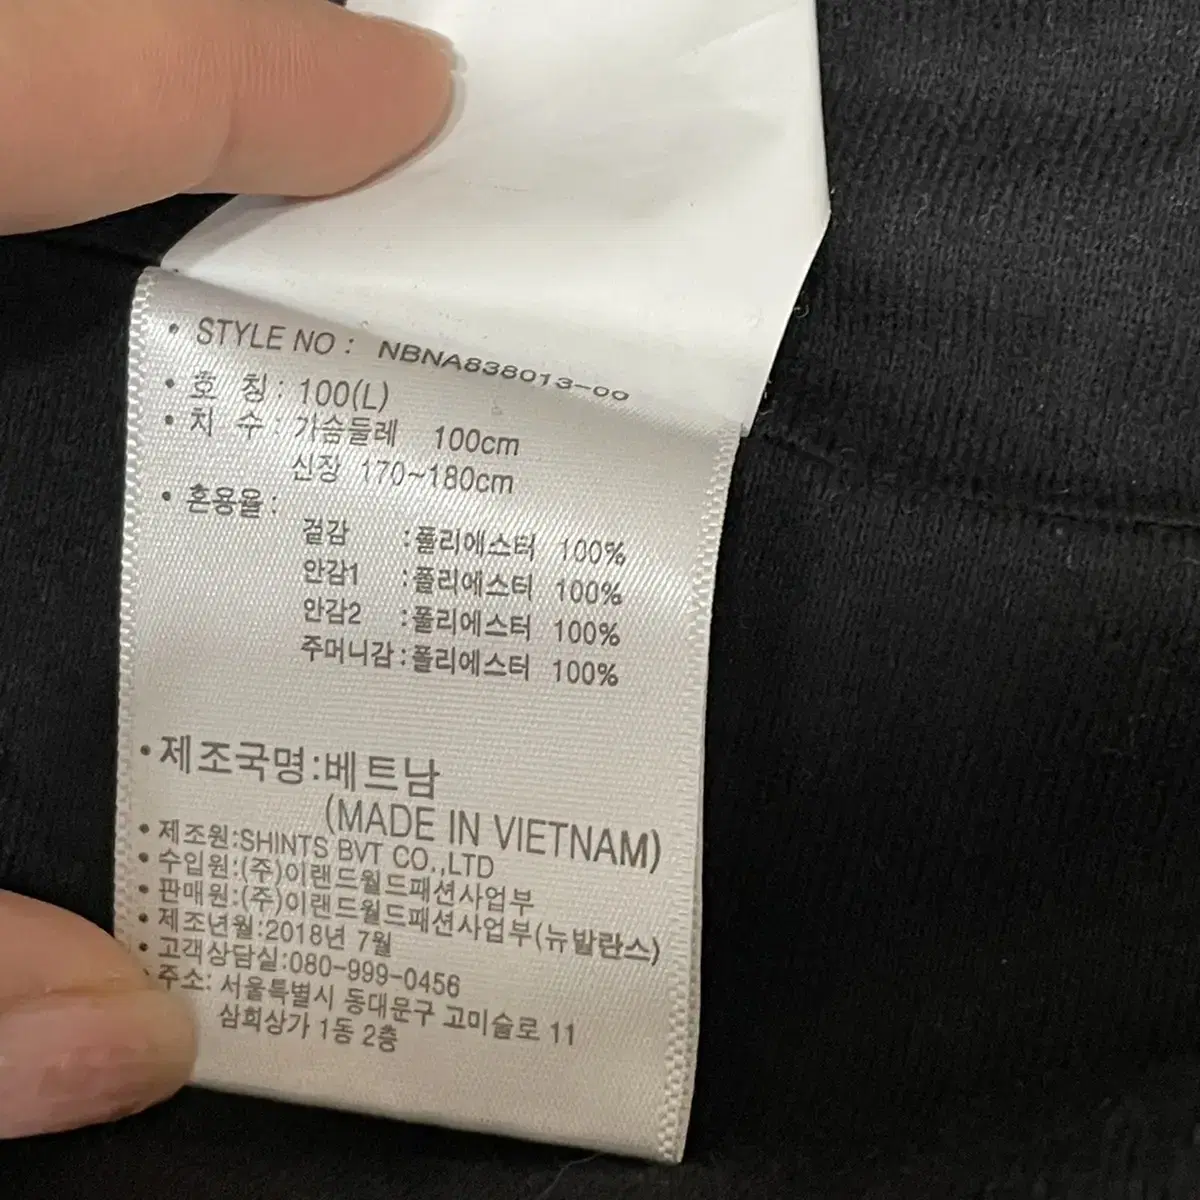 • STYLE NO : NBNA838013-00
• 호 칭 : 100(L)
• 치 수 : 가슴둘레 100cm
신장 170~180cm
• 혼용율 :
겉감 :폴리에스터 100%
안감1 :폴리에스터 100%
안감2 :폴리에스터 100%
주머니감:폴리에스터 100%
• 제조국명:베트남
(MADE IN VIETNAM)
• 제조원:SHINTS BVT CO.,LTD
• 수입원:(주)이랜드월드패션사업부
• 판매원:(주)이랜드월드패션사업부(뉴발란스)
• 제조년월:2018년 7월
• 고객상담실:080-999-0456
• 주소: 서울특별시 동대문구 고미술로 11
삼희상가 1동 2층